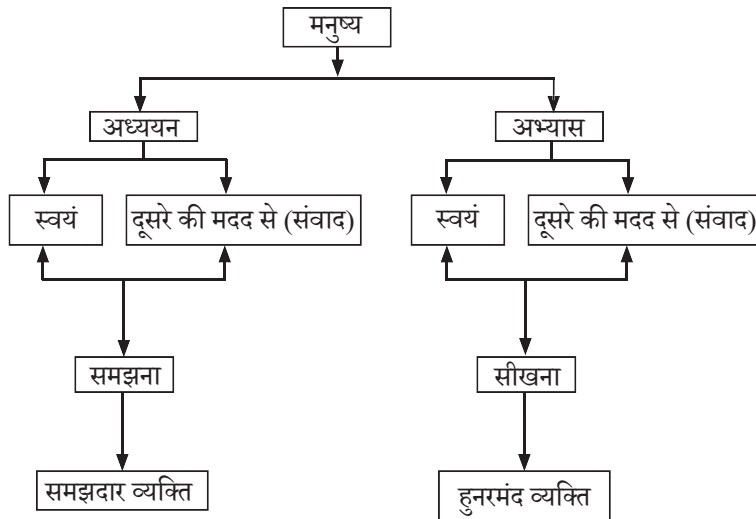 मनुष्य
अध्ययन
अभ्यास
स्वयं
दूसरे की मदद से (संवाद)
स्वयं
दूसरे की मदद से (संवाद)
समझना
सीखना
समझदार व्यक्ति
हुनरमंद व्यक्ति